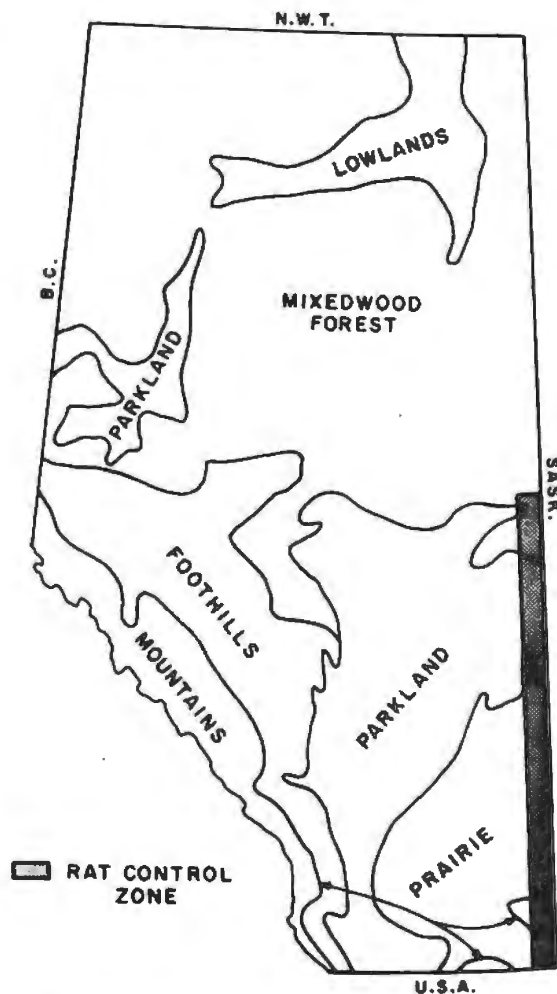 N.W.T.
LOWLANDS
B.C.
MIXEDWOOD
FOREST
PARKLAND
SASK.
FOOTHILLS
MOUNTAINS
PARKLAND
PRAIRIE
RAT CONTROL
ZONE
U.S.A.